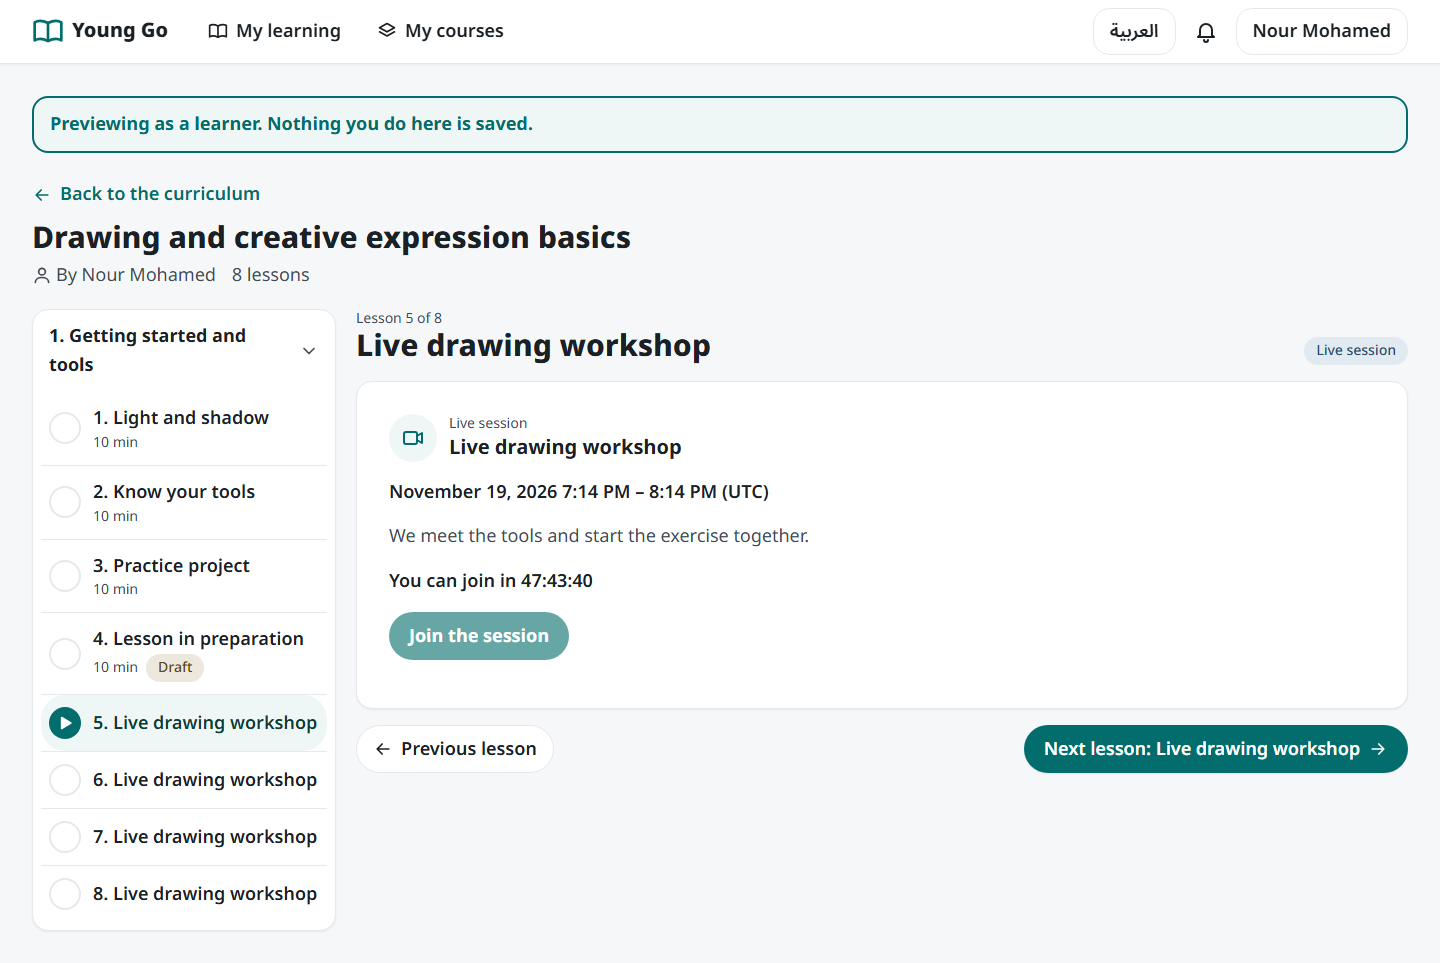 Young Go
My learning
My courses
العربية
Nour Mohamed
Previewing as a learner. Nothing you do here is saved.
Back to the curriculum
Drawing and creative expression basics
By Nour Mohamed 8 lessons
1. Getting started and
tools
1. Light and shadow
10 min
2. Know your tools
10 min
3. Practice project
10 min
4. Lesson in preparation
10 min Draft
5. Live drawing workshop
6. Live drawing workshop
7. Live drawing workshop
8. Live drawing workshop
Lesson 5 of 8
Live drawing workshop
Live session
Live session
Live drawing workshop
November 19, 2026 7:14 PM – 8:14 PM (UTC)
We meet the tools and start the exercise together.
You can join in 47:43:40
Join the session
Previous lesson
Next lesson: Live drawing workshop